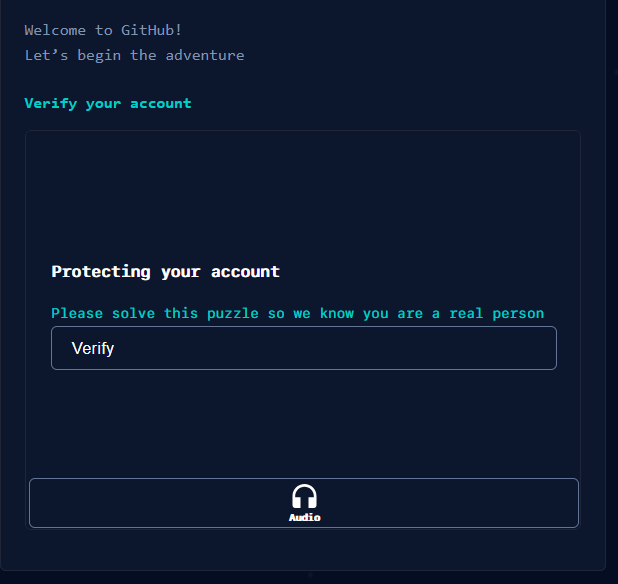 Welcome to GitHub!
Let’s begin the adventure
Verify your account
Protecting your account
Please solve this puzzle so we know you are a real person
Verify
Audio